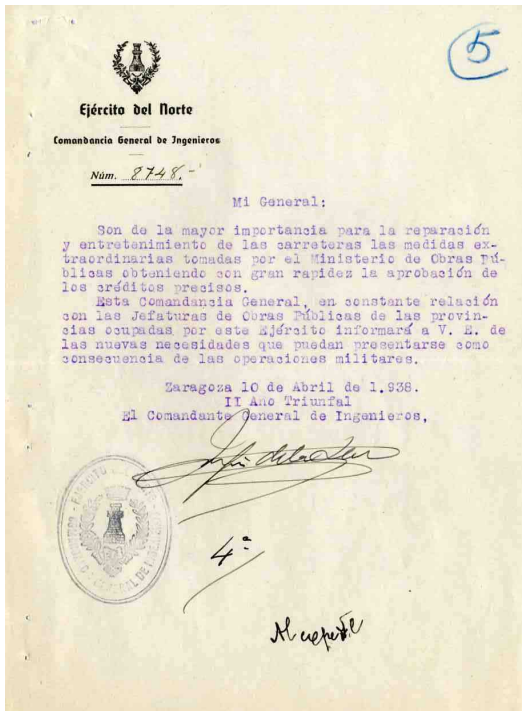 5
Ejército del Norte
Comandancia General de Ingenieros
Núm. 8748.-
Mi General:
Son de la mayor importancia para la reparación
y entretenimiento de las carreteras las medidas ex-
traordinarias tomadas por el Ministerio de Obras Pú-
blicas obteniendo con gran rapidez la aprobación de
los créditos precisos.
Esta Comandancia General, en constante relación
con las Jefaturas de Obras Públicas de las provin-
cias ocupadas por este Ejército informará a V. E. de
las nuevas necesidades que puedan presentarse como
consecuencia de las operaciones militares.
Zaragoza 10 de Abril de 1.938.
II Ano Triunfal
El Comandante General de Ingenieros,
4ª